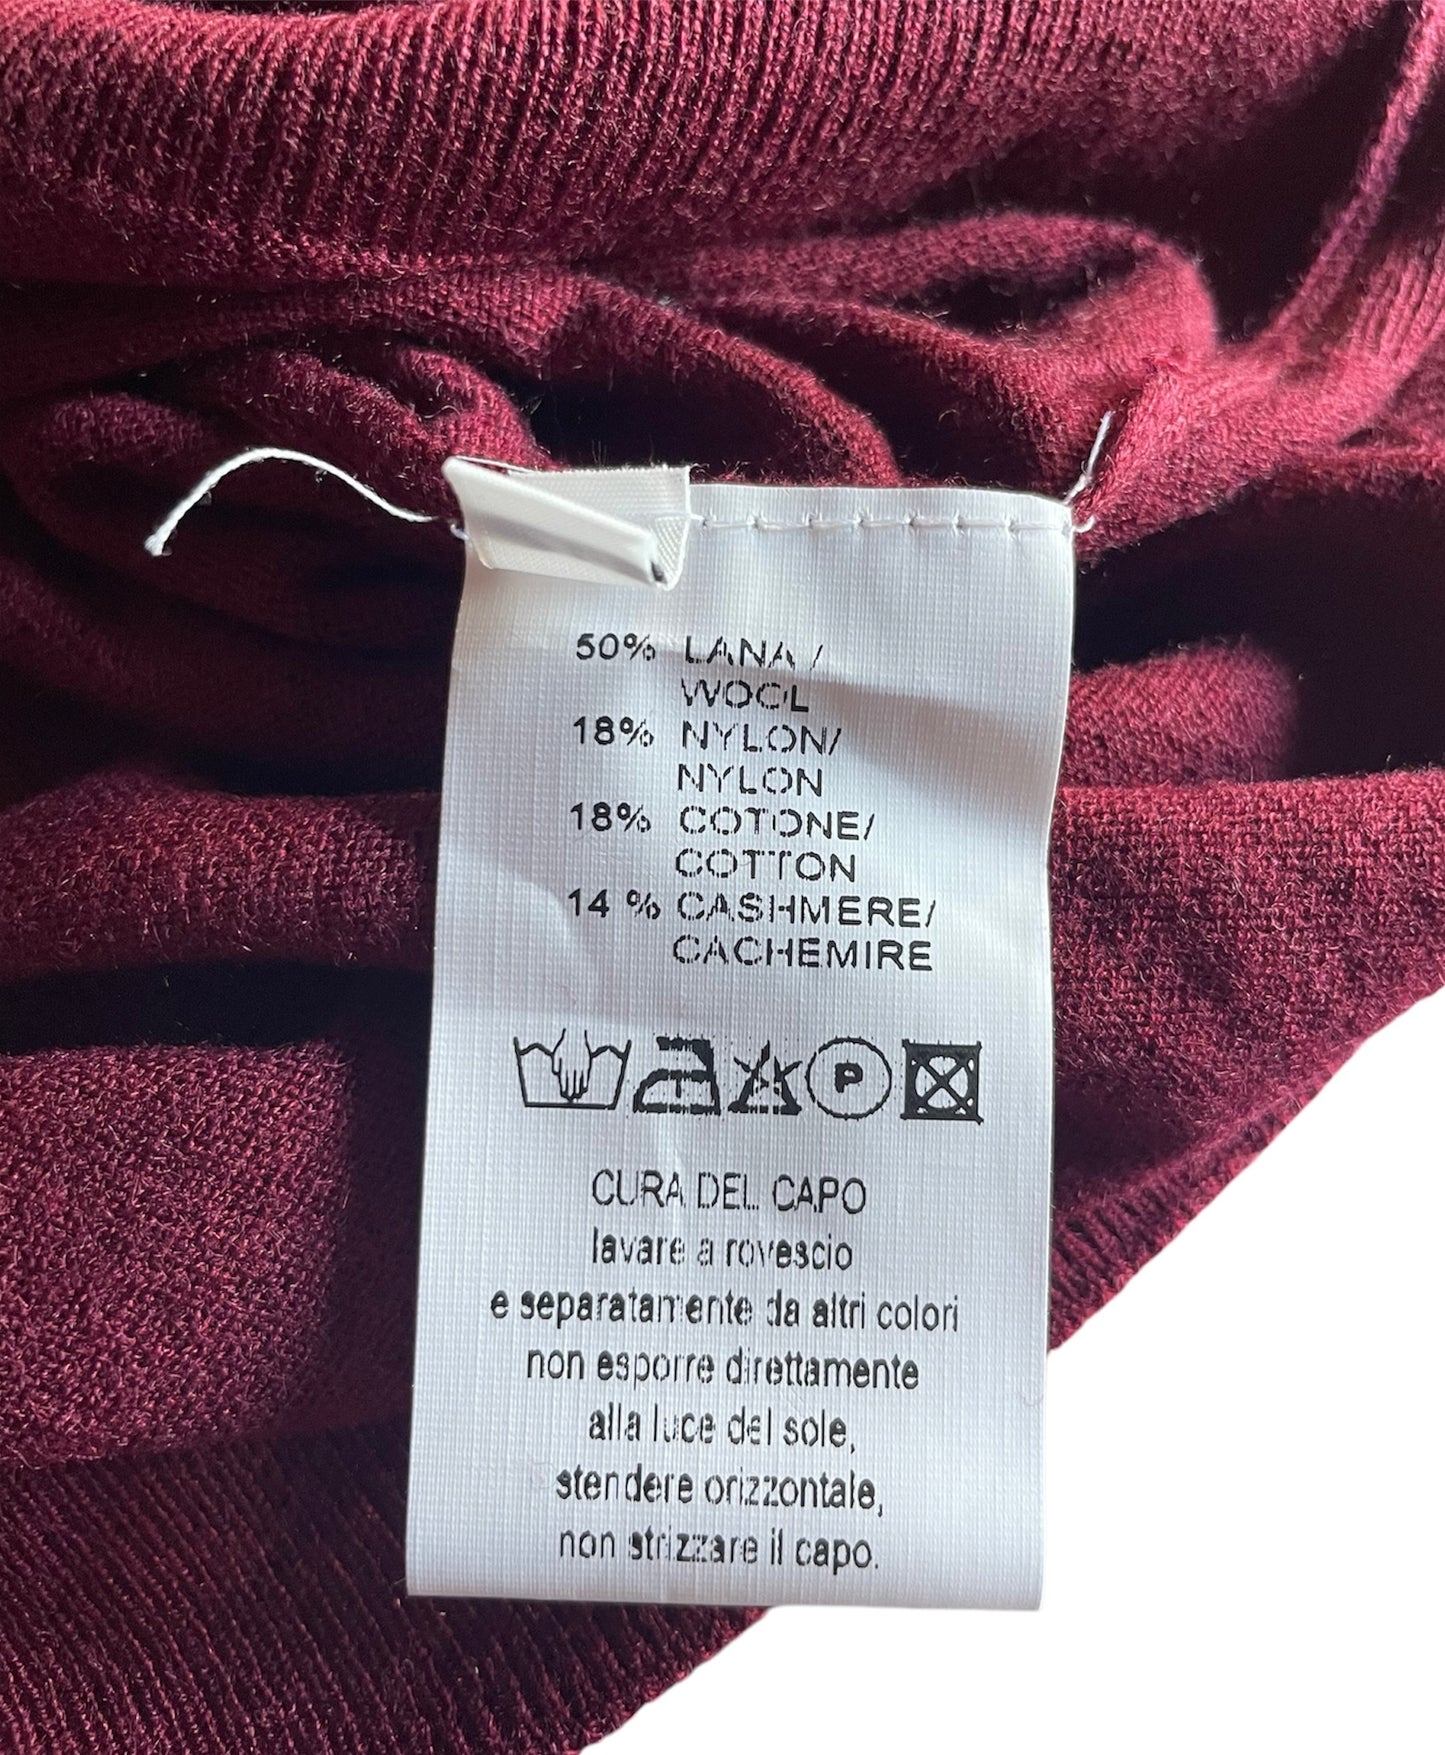 50% LANA /
WOOL
18% NYLON/
NYLON
18% COTONE/
COTTON
14 % CASHMERE/
CACHEMIRE
P
CURA DEL CAPO
lavare a rovescio
e separatamente da altri colori
non esporre direttamente
alla luce del sole,
stendere orizzontale,
non strizzare il capo.